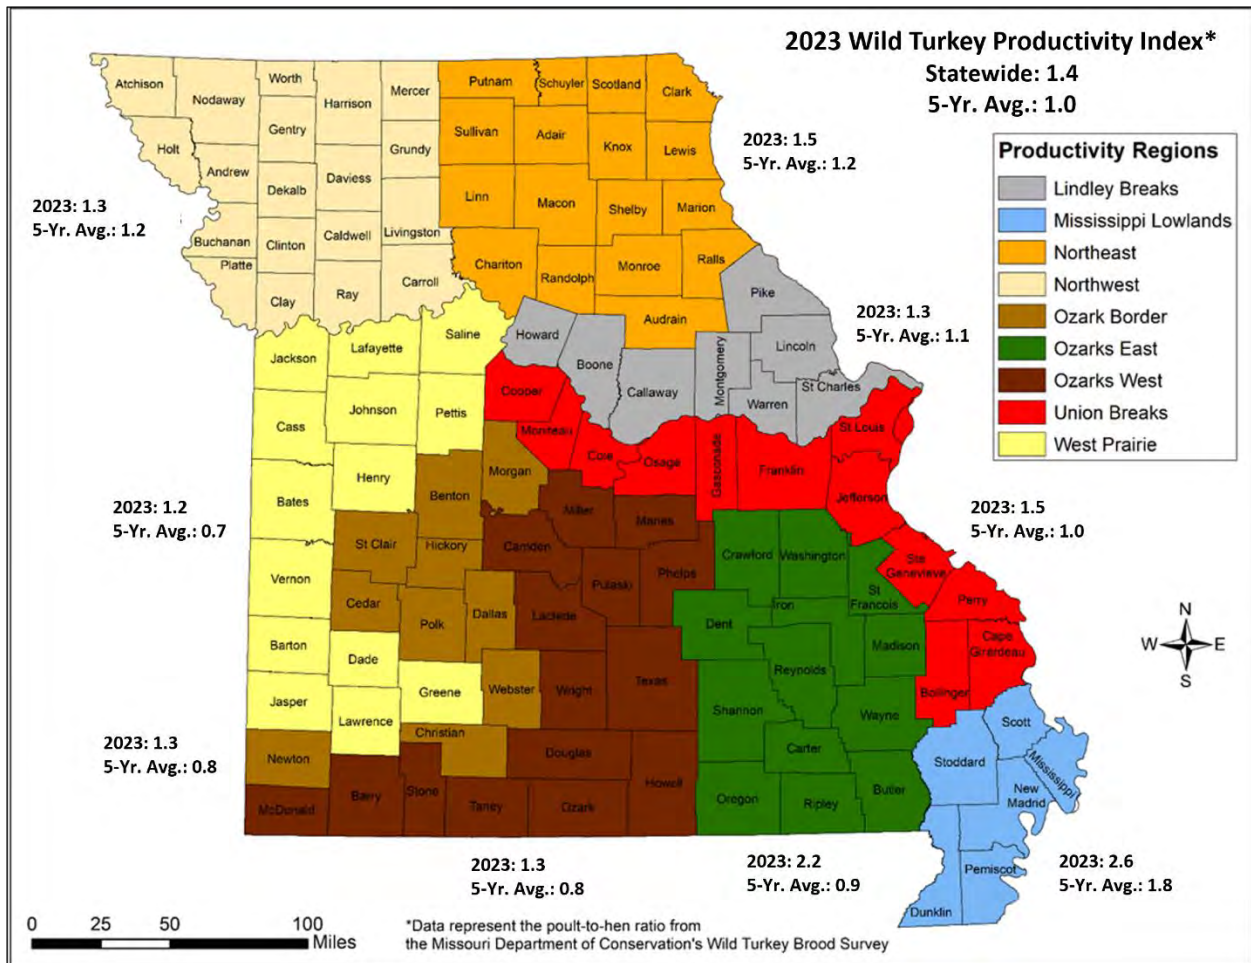 2023 Wild Turkey Productivity Index*
Statewide: 1.4
5-Yr. Avg.: 1.0
Productivity Regions
Lindley Breaks
Mississippi Lowlands
Northeast
Northwest
Ozark Border
Ozarks East
Ozarks West
Union Breaks
West Prairie
2023: 1.3
5-Yr. Avg.: 1.2
2023: 1.5
5-Yr. Avg.: 1.2
2023: 1.3
5-Yr. Avg.: 1.1
2023: 1.2
5-Yr. Avg.: 0.7
2023: 1.5
5-Yr. Avg.: 1.0
2023: 1.3
5-Yr. Avg.: 0.8
2023: 1.3
5-Yr. Avg.: 0.8
2023: 2.2
5-Yr. Avg.: 0.9
2023: 2.6
5-Yr. Avg.: 1.8
Atchison
Nodaway
Worth
Harrison
Mercer
Putnam
Schuyler
Scotland
Clark
Holt
Andrew
Gentry
Dekalb
Daviess
Grundy
Sullivan
Adair
Knox
Lewis
Buchanan
Platte
Clinton
Caldwell
Livingston
Linn
Macon
Shelby
Marion
Clay
Ray
Carroll
Chariton
Randolph
Monroe
Ralls
Audrain
Pike
Jackson
Lafayette
Saline
Howard
Boone
Callaway
Montgomery
Lincoln
Warren
St Charles
Cass
Johnson
Pettis
Cooper
Moniteau
Cole
Osage
Gasconade
Franklin
St Louis
Jefferson
Bates
Henry
Benton
Morgan
Miller
Maries
Camden
Vernon
St Clair
Hickory
Pulaski
Phelps
Crawford
Washington
Ste
Genevieve
St
Francois
Perry
Cedar
Polk
Dallas
Laclede
Dent
Iron
Madison
Cape
Girardeau
Bollinger
Barton
Dade
Jasper
Lawrence
Greene
Webster
Wright
Texas
Shannon
Reynolds
Wayne
Newton
Christian
Douglas
Howell
Carter
Butler
McDonald
Barry
Stone
Taney
Ozark
Oregon
Ripley
Stoddard
Scott
Mississippi
New
Madrid
Pemiscot
Dunklin
N
W
E
S
0
25
50
100
Miles
*Data represent the poult-to-hen ratio from
the Missouri Department of Conservation's Wild Turkey Brood Survey